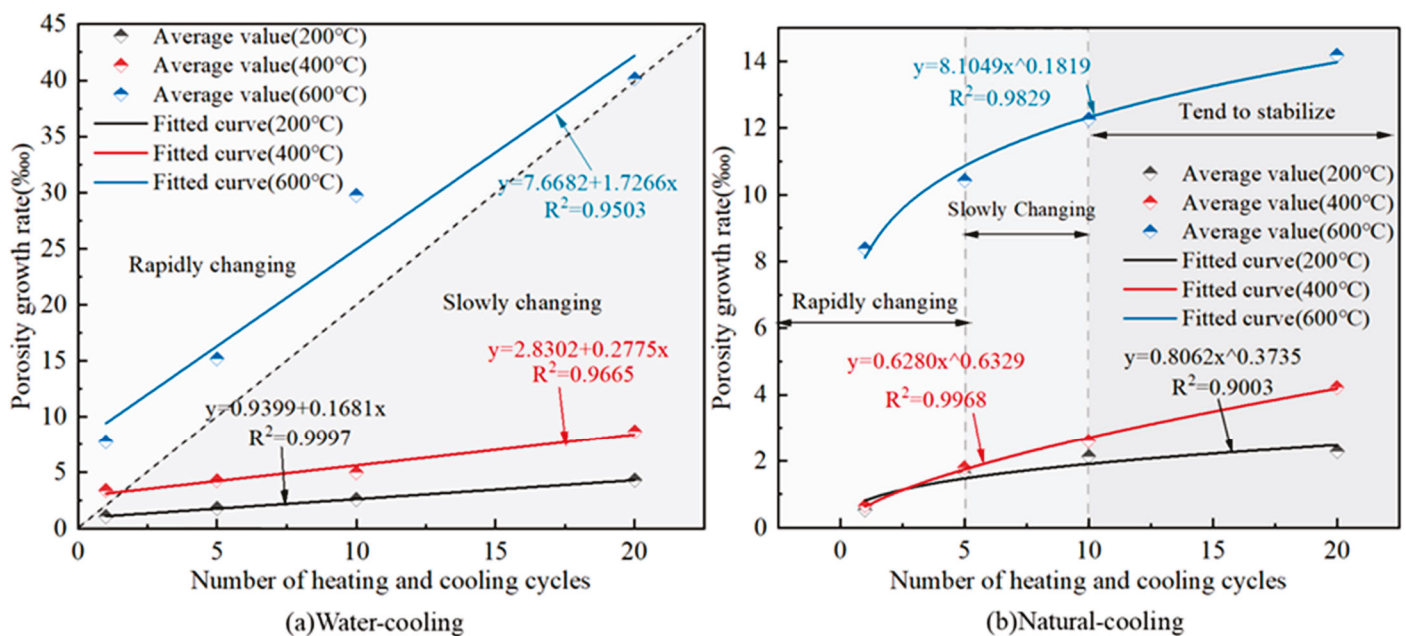 45
40
35
30
25
20
15
10
5
0
Porosity growth rate(‱)
Average value(200°C)
Average value(400°C)
Average value(600°C)
Fitted curve(200°C)
Fitted curve(400°C)
Fitted curve(600°C)
y=7.6682+1.7266x
R²=0.9503
Rapidly changing
Slowly changing
y=2.8302+0.2775x
R²=0.9665
y=0.9399+0.1681x
R²=0.9997
0 5 10 15 20
Number of heating and cooling cycles
(a)Water-cooling
14
12
10
8
6
4
2
0
Porosity growth rate(‱)
y=8.1049x^0.1819
R²=0.9829
Tend to stabilize
Average value(200°C)
Average value(400°C)
Average value(600°C)
Fitted curve(200°C)
Fitted curve(400°C)
Fitted curve(600°C)
Slowly Changing
Rapidly changing
y=0.6280x^0.6329
R²=0.9968
y=0.8062x^0.3735
R²=0.9003
0 5 10 15 20
Number of heating and cooling cycles
(b)Natural-cooling